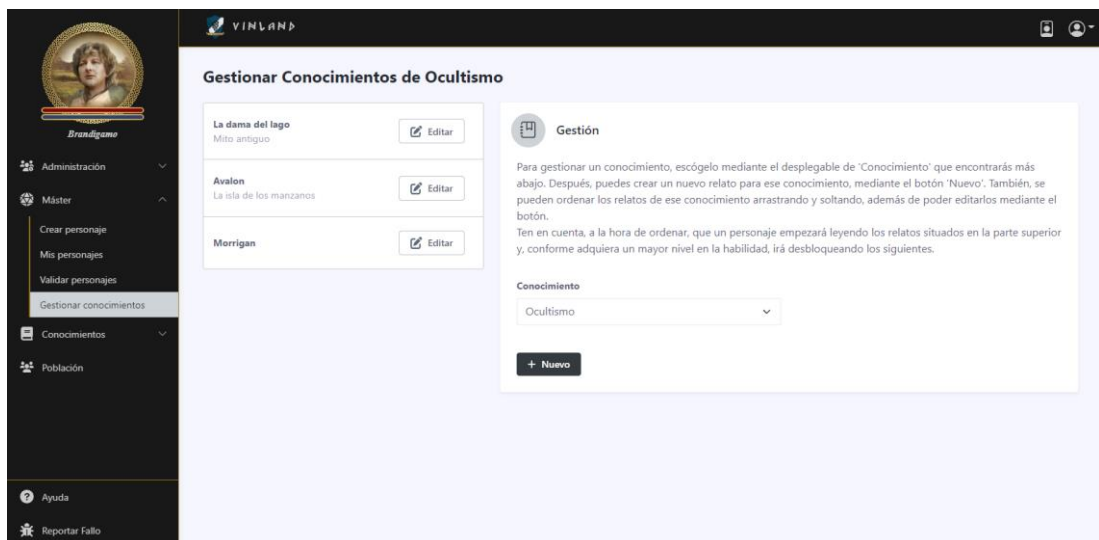 VINLAND
Brandigamo
Administración
Máster
Crear personaje
Mis personajes
Validar personajes
Gestionar conocimientos
Conocimientos
Población
Ayuda
Reportar Fallo
Gestionar Conocimientos de Ocultismo
La dama del lago
Mito antiguo
Editar
Avalon
La isla de los manzanos
Editar
Morrigan
Editar
Gestión
Para gestionar un conocimiento, escógelo mediante el desplegable de 'Conocimiento' que encontrarás más
abajo. Después, puedes crear un nuevo relato para ese conocimiento, mediante el botón 'Nuevo'. También, se
pueden ordenar los relatos de ese conocimiento arrastrando y soltando, además de poder editarlos mediante el
botón.
Ten en cuenta, a la hora de ordenar, que un personaje empezará leyendo los relatos situados en la parte superior
y, conforme adquiera un mayor nivel en la habilidad, irá desbloqueando los siguientes.
Conocimiento
Ocultismo
+ Nuevo